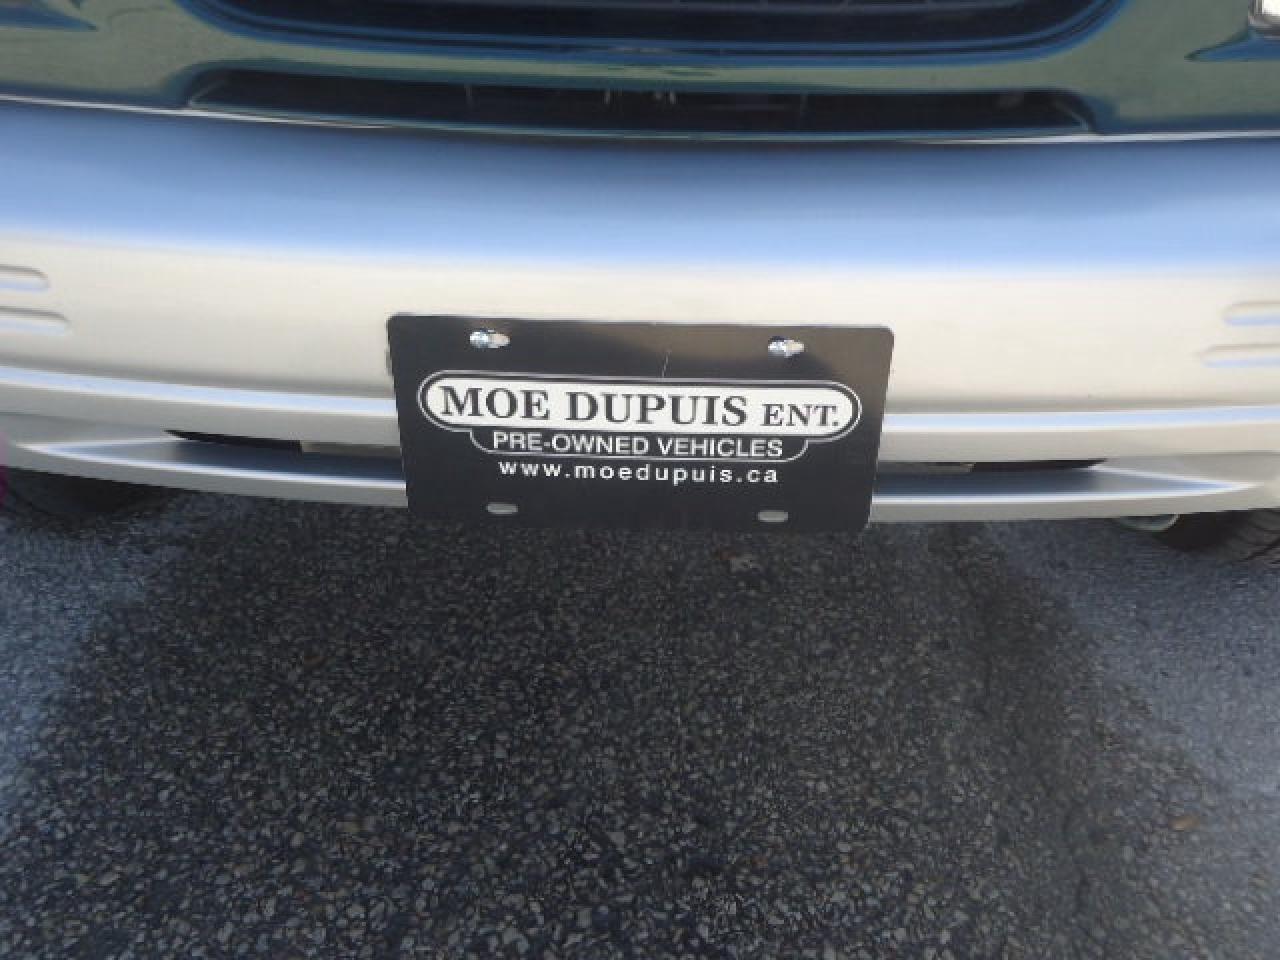 MOE DUPUIS ENT.
PRE-OWNED VEHICLES
www.moedupuis.ca